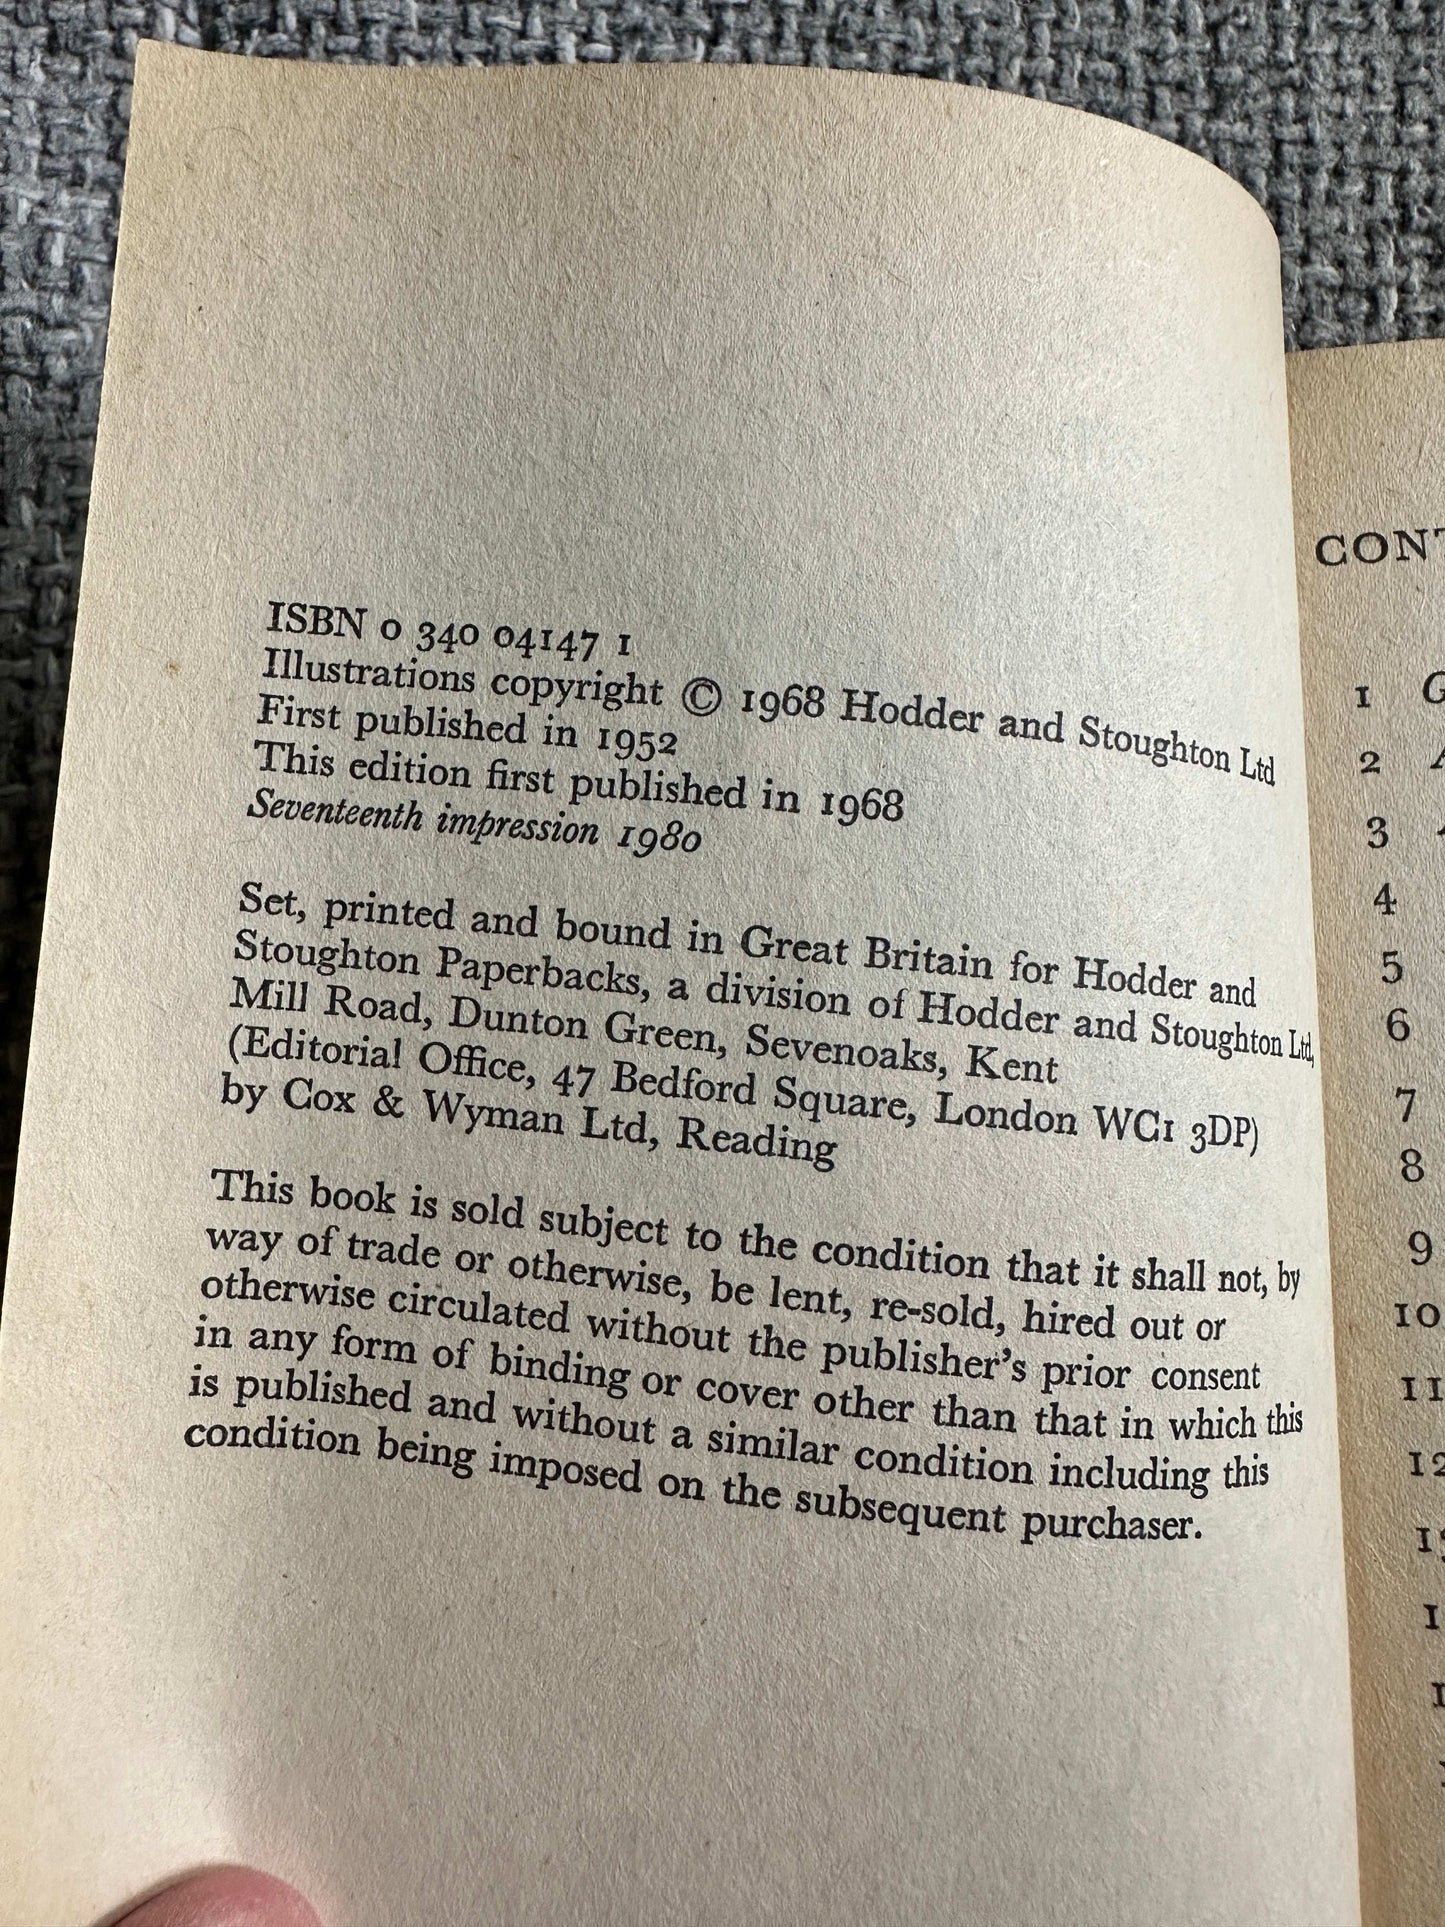 ISBN 0 340 04147 1
Illustrations copyright © 1968 Hodder and Stoughton Ltd
First published in 1952
This edition first published in 1968
Seventeenth impression 1980
Set, printed and bound in Great Britain for Hodder and
Stoughton Paperbacks, a division of Hodder and Stoughton Ltd,
Mill Road, Dunton Green, Sevenoaks, Kent
(Editorial Office, 47 Bedford Square, London WC1 3DP)
by Cox & Wyman Ltd, Reading
This book is sold subject to the condition that it shall not, by
way of trade or otherwise, be lent, re-sold, hired out or
otherwise circulated without the publisher's prior consent
in any form of binding or cover other than that in which this
is published and without a similar condition including this
condition being imposed on the subsequent purchaser.
CONT
1 G
2
3
4
5
6
7
8
9
10
11
12